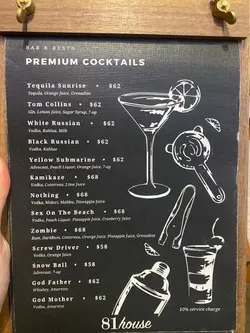 BAR & RESTO
PREMIUM COCKTAILS
Tequila Sunrise • $62
Tequila, Orange Juice, Grenadine
Tom Collins • $62
Gin, Lemon Juice, Sugar Syrup, 7-up
White Russian • $62
Vodka, Kahlua, Milk
Black Russian • $62
Vodka, Kahlua
Yellow Submarine • $62
Advocaat, Peach Liquor, Orange Juice, 7-up
Kamikaze • $68
Vodka, Cointreau, Lime Juice
Nothing • $68
Vodka, Midori, Malibu, Pineapple Juice
Sex On The Beach • $68
Vodka, Peach Liquor, Pineapple Juice, Cranberry Juice
Zombie • $68
Rum, DarkRum, Cointreau, Orange Juice, Pineapple Juice, Grenadine
Screw Driver • $58
Vodka, Orange Juice
Snow Ball • $58
Advocaat, 7-up
God Father • $62
Whiskey, Amaretto
God Mother • $62
Vodka, Amaretto
10% service charge
81house